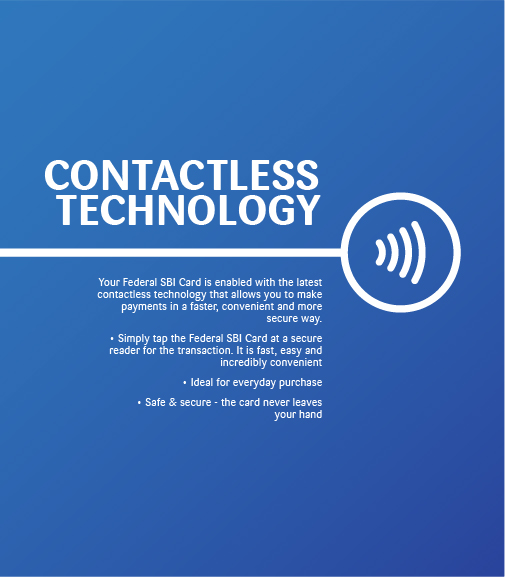 CONTACTLESS
TECHNOLOGY
Your Federal SBI Card is enabled with the latest
contactless technology that allows you to make
payments in a faster, convenient and more
secure way.
• Simply tap the Federal SBI Card at a secure
reader for the transaction. It is fast, easy and
incredibly convenient
• Ideal for everyday purchase
• Safe & secure - the card never leaves
your hand